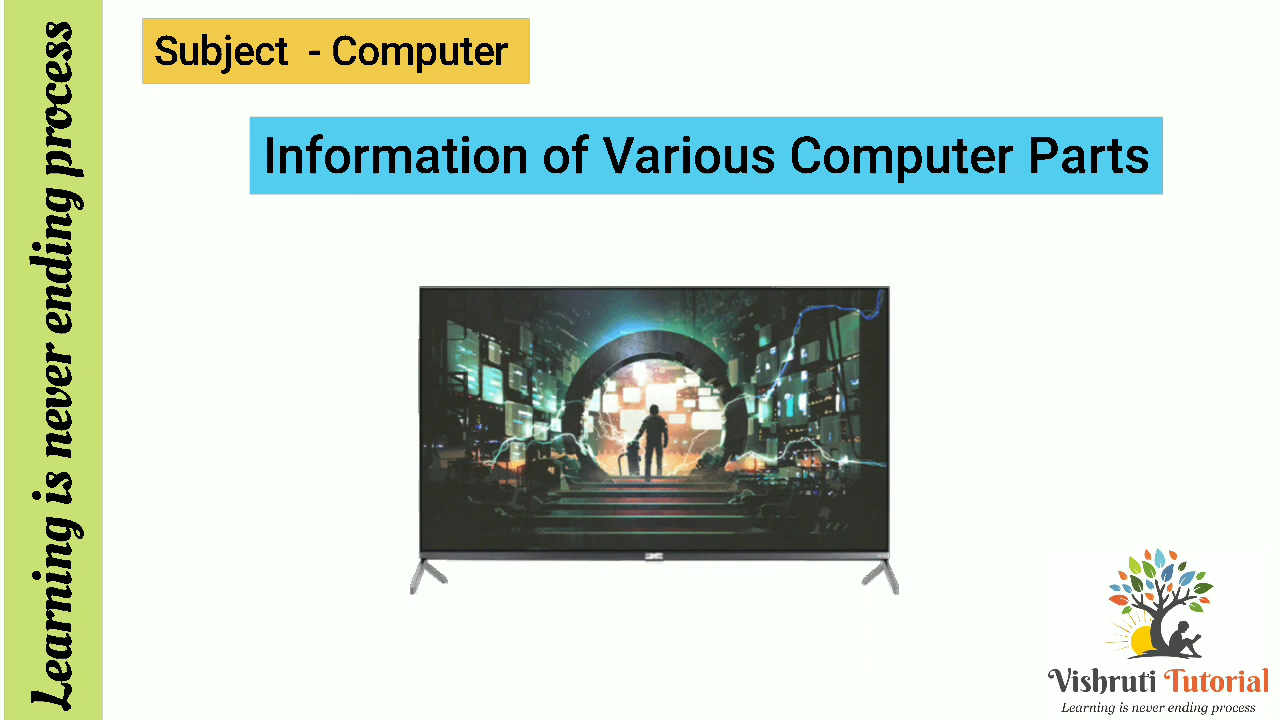 Learning is never ending process
Subject - Computer
Information of Various Computer Parts
Vishruti Tutorial
Learning is never ending process